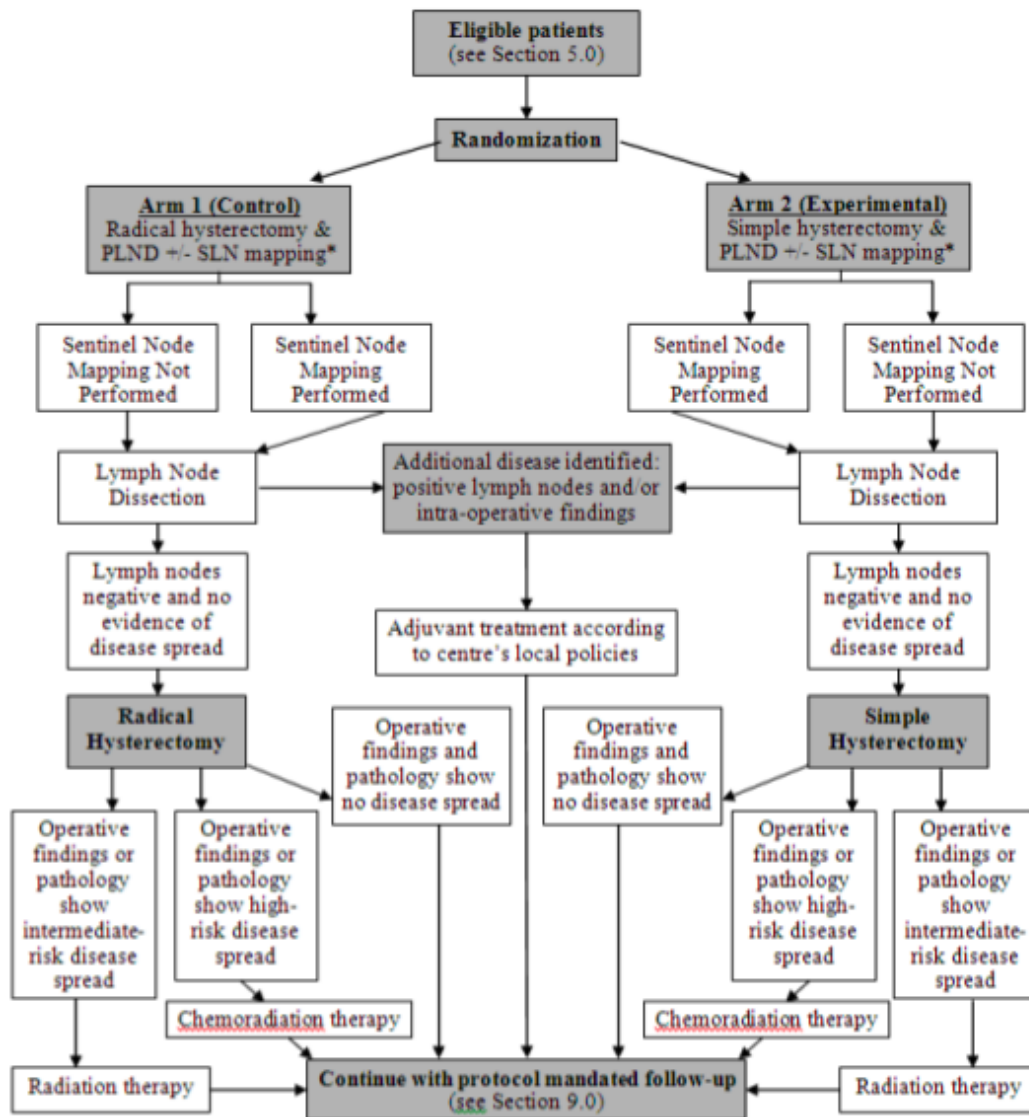 Eligible patients
(see Section 5.0)
Randomization
Arm 1 (Control)
Radical hysterectomy &
PLND +/- SLN mapping*
Arm 2 (Experimental)
Simple hysterectomy &
PLND +/- SLN mapping*
Sentinel Node
Mapping Not
Performed
Sentinel Node
Mapping
Performed
Sentinel Node
Mapping
Performed
Sentinel Node
Mapping Not
Performed
Lymph Node
Dissection
Additional disease identified:
positive lymph nodes and/or
intra-operative findings
Lymph Node
Dissection
Lymph nodes
negative and no
evidence of
disease spread
Adjuvant treatment according
to centre's local policies
Lymph nodes
negative and no
evidence of
disease spread
Radical
Hysterectomy
Operative
findings and
pathology show
no disease spread
Operative
findings and
pathology show
no disease spread
Simple
Hysterectomy
Operative
findings or
pathology
show
intermediate-
risk disease
spread
Operative
findings or
pathology
show high-
risk disease
spread
Operative
findings or
pathology
show high-
risk disease
spread
Operative
findings or
pathology
show
intermediate-
risk disease
spread
Chemoradiation therapy
Chemoradiation therapy
Radiation therapy
Continue with protocol mandated follow-up
(see Section 9.0)
Radiation therapy